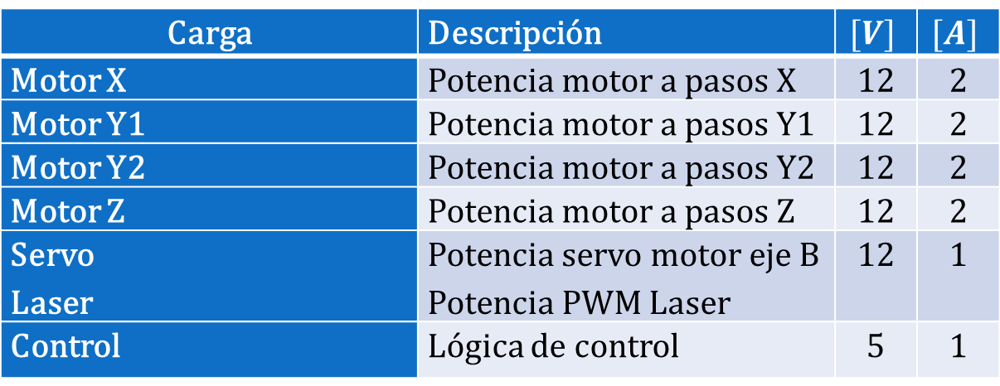 Carga Descripción [V] [A]
Motor X Potencia motor a pasos X 12 2
Motor Y1 Potencia motor a pasos Y1 12 2
Motor Y2 Potencia motor a pasos Y2 12 2
Motor Z Potencia motor a pasos Z 12 2
Servo Potencia servo motor eje B 12 1
Laser Potencia PWM Laser
Control Lógica de control 5 1